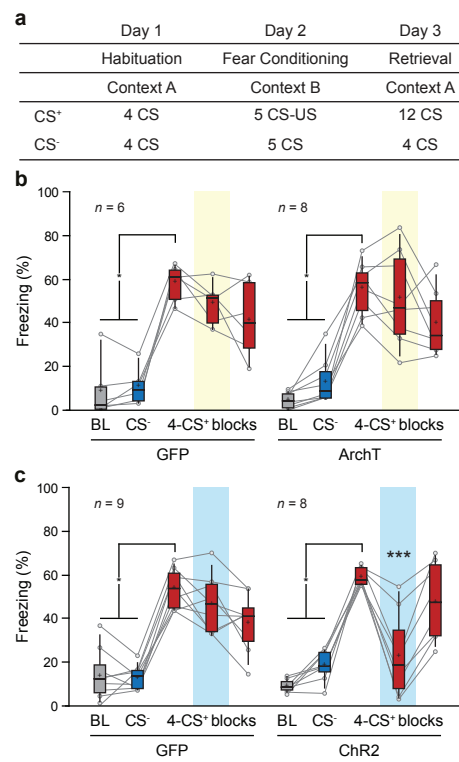 a
Day 1 Day 2 Day 3
Habituation Fear Conditioning Retrieval
Context A Context B Context A
CS+ 4 CS 5 CS-US 12 CS
CS- 4 CS 5 CS 4 CS
b
100
80
60
40
20
0
Freezing (%)
n = 6
*
BL CS- 4-CS+ blocks
GFP
n = 8
*
BL CS- 4-CS+ blocks
ArchT
c
100
80
60
40
20
0
Freezing (%)
n = 9
*
BL CS- 4-CS+ blocks
GFP
n = 8
*
***
BL CS- 4-CS+ blocks
ChR2